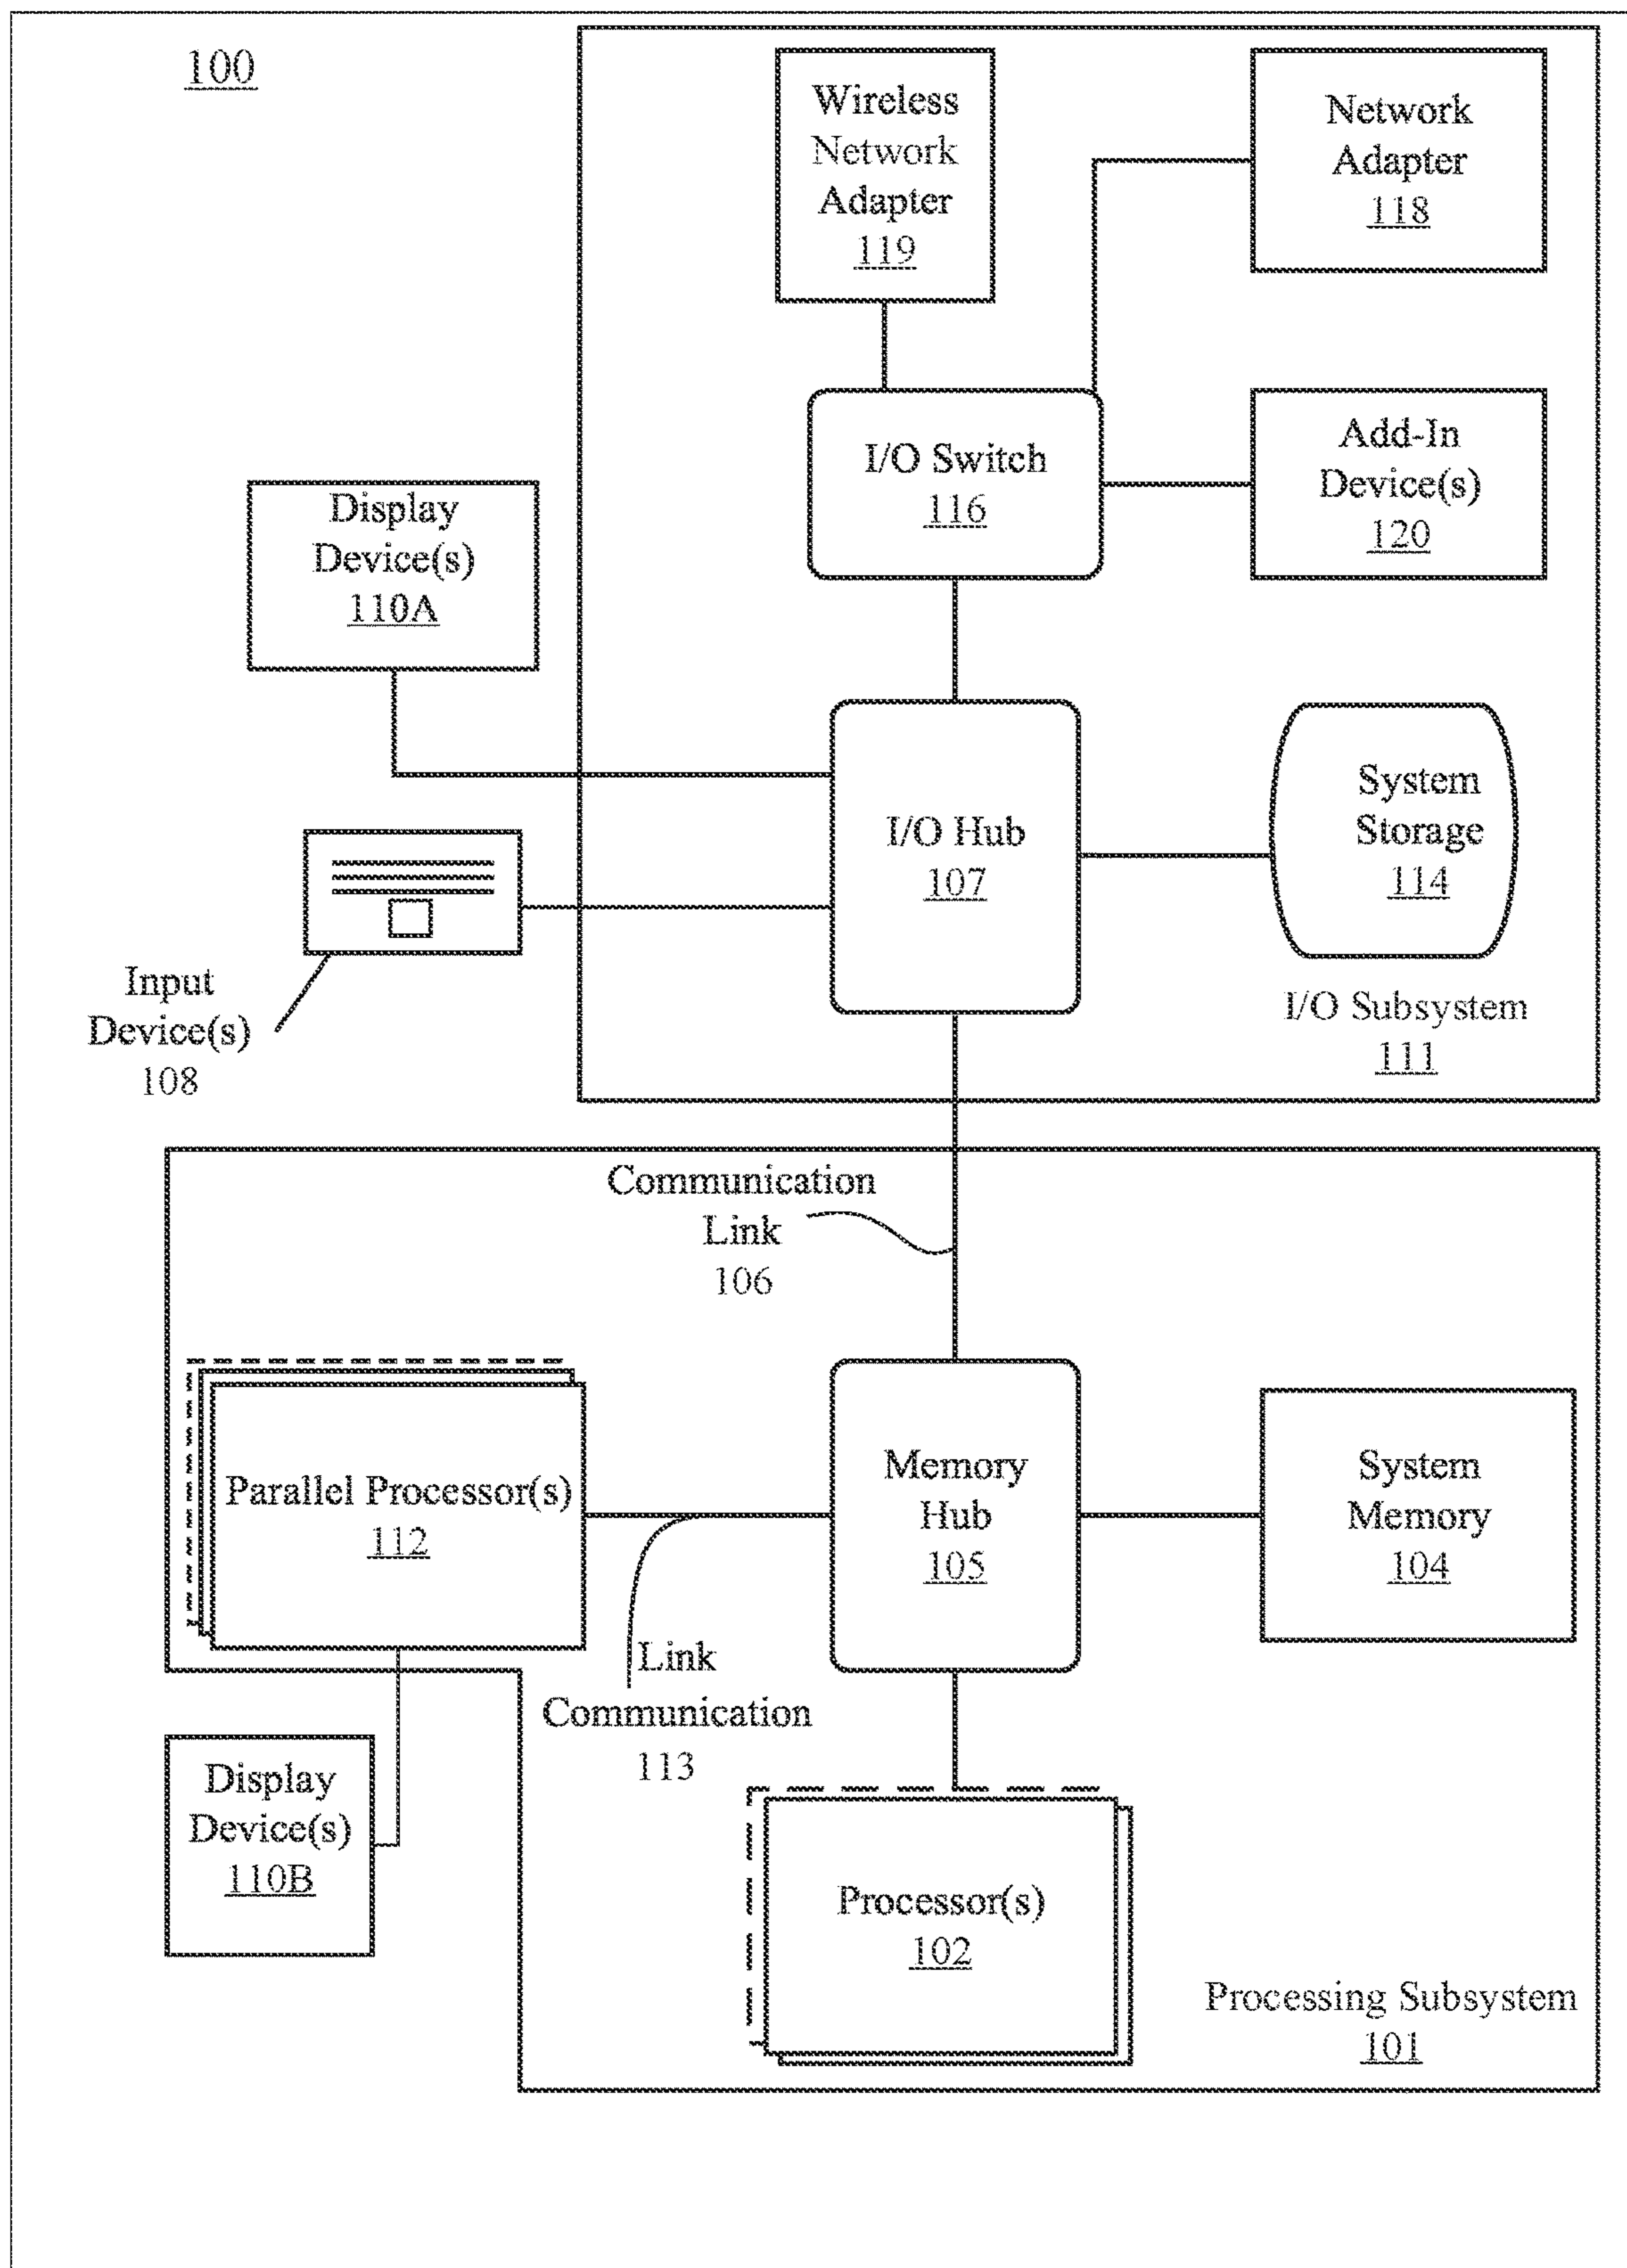 100
Wireless
Network
Adapter
119
Network
Adapter
118
I/O Switch
116
Add-In
Device(s)
120
Display
Device(s)
110A
I/O Hub
107
System
Storage
114
Input
Device(s)
108
I/O Subsystem
111
Communication
Link
106
Parallel Processor(s)
112
Memory
Hub
105
System
Memory
104
Link
Communication
113
Display
Device(s)
110B
Processor(s)
102
Processing Subsystem
101